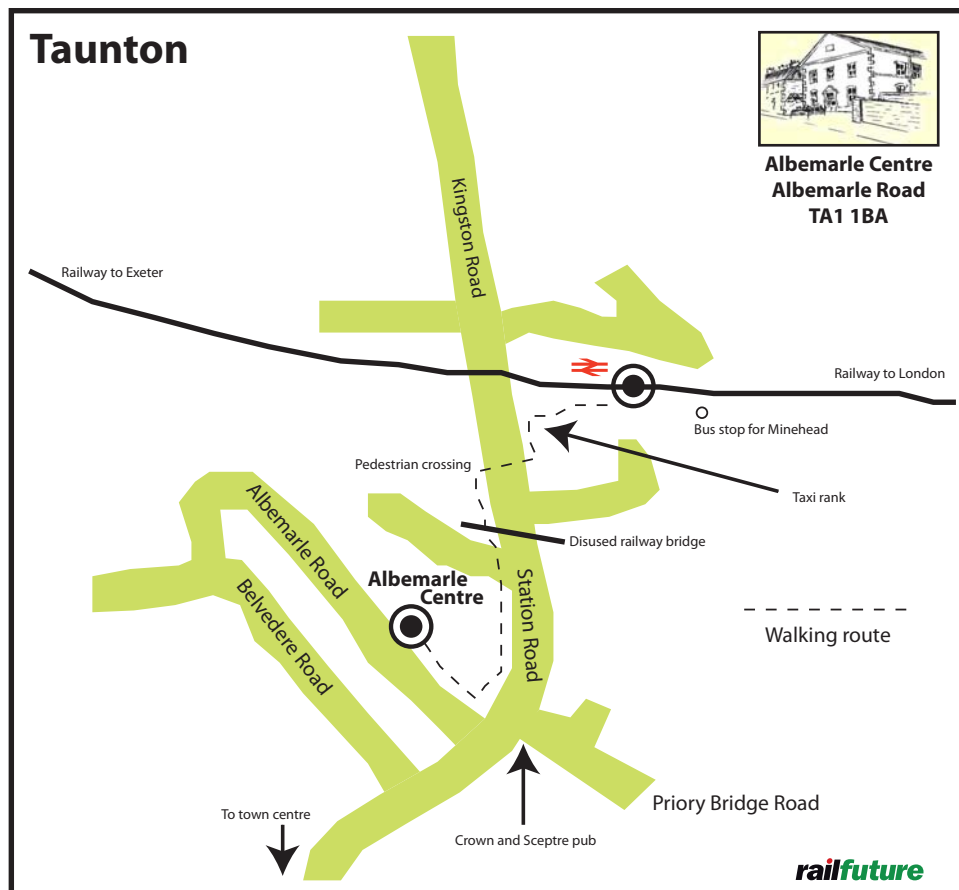 Taunton
Albemarle Centre
Albemarle Road
TA1 1BA
Kingston Road
Railway to Exeter
Railway to London
Bus stop for Minehead
Pedestrian crossing
Taxi rank
Disused railway bridge
Albemarle Road
Albemarle
Centre
Belvedere Road
Station Road
Walking route
Priory Bridge Road
To town centre
Crown and Sceptre pub
railfuture